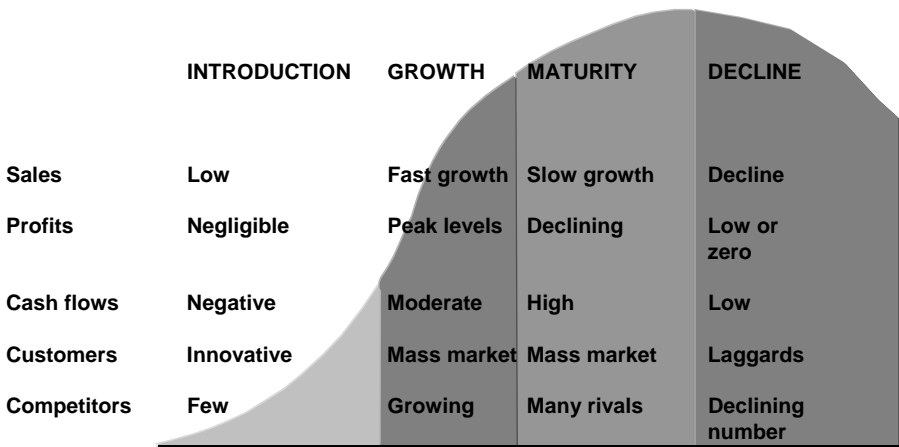 INTRODUCTION GROWTH MATURITY DECLINE
Sales Low Fast growth Slow growth Decline
Profits Negligible Peak levels Declining Low or
zero
Cash flows Negative Moderate High Low
Customers Innovative Mass market Mass market Laggards
Competitors Few Growing Many rivals Declining
number